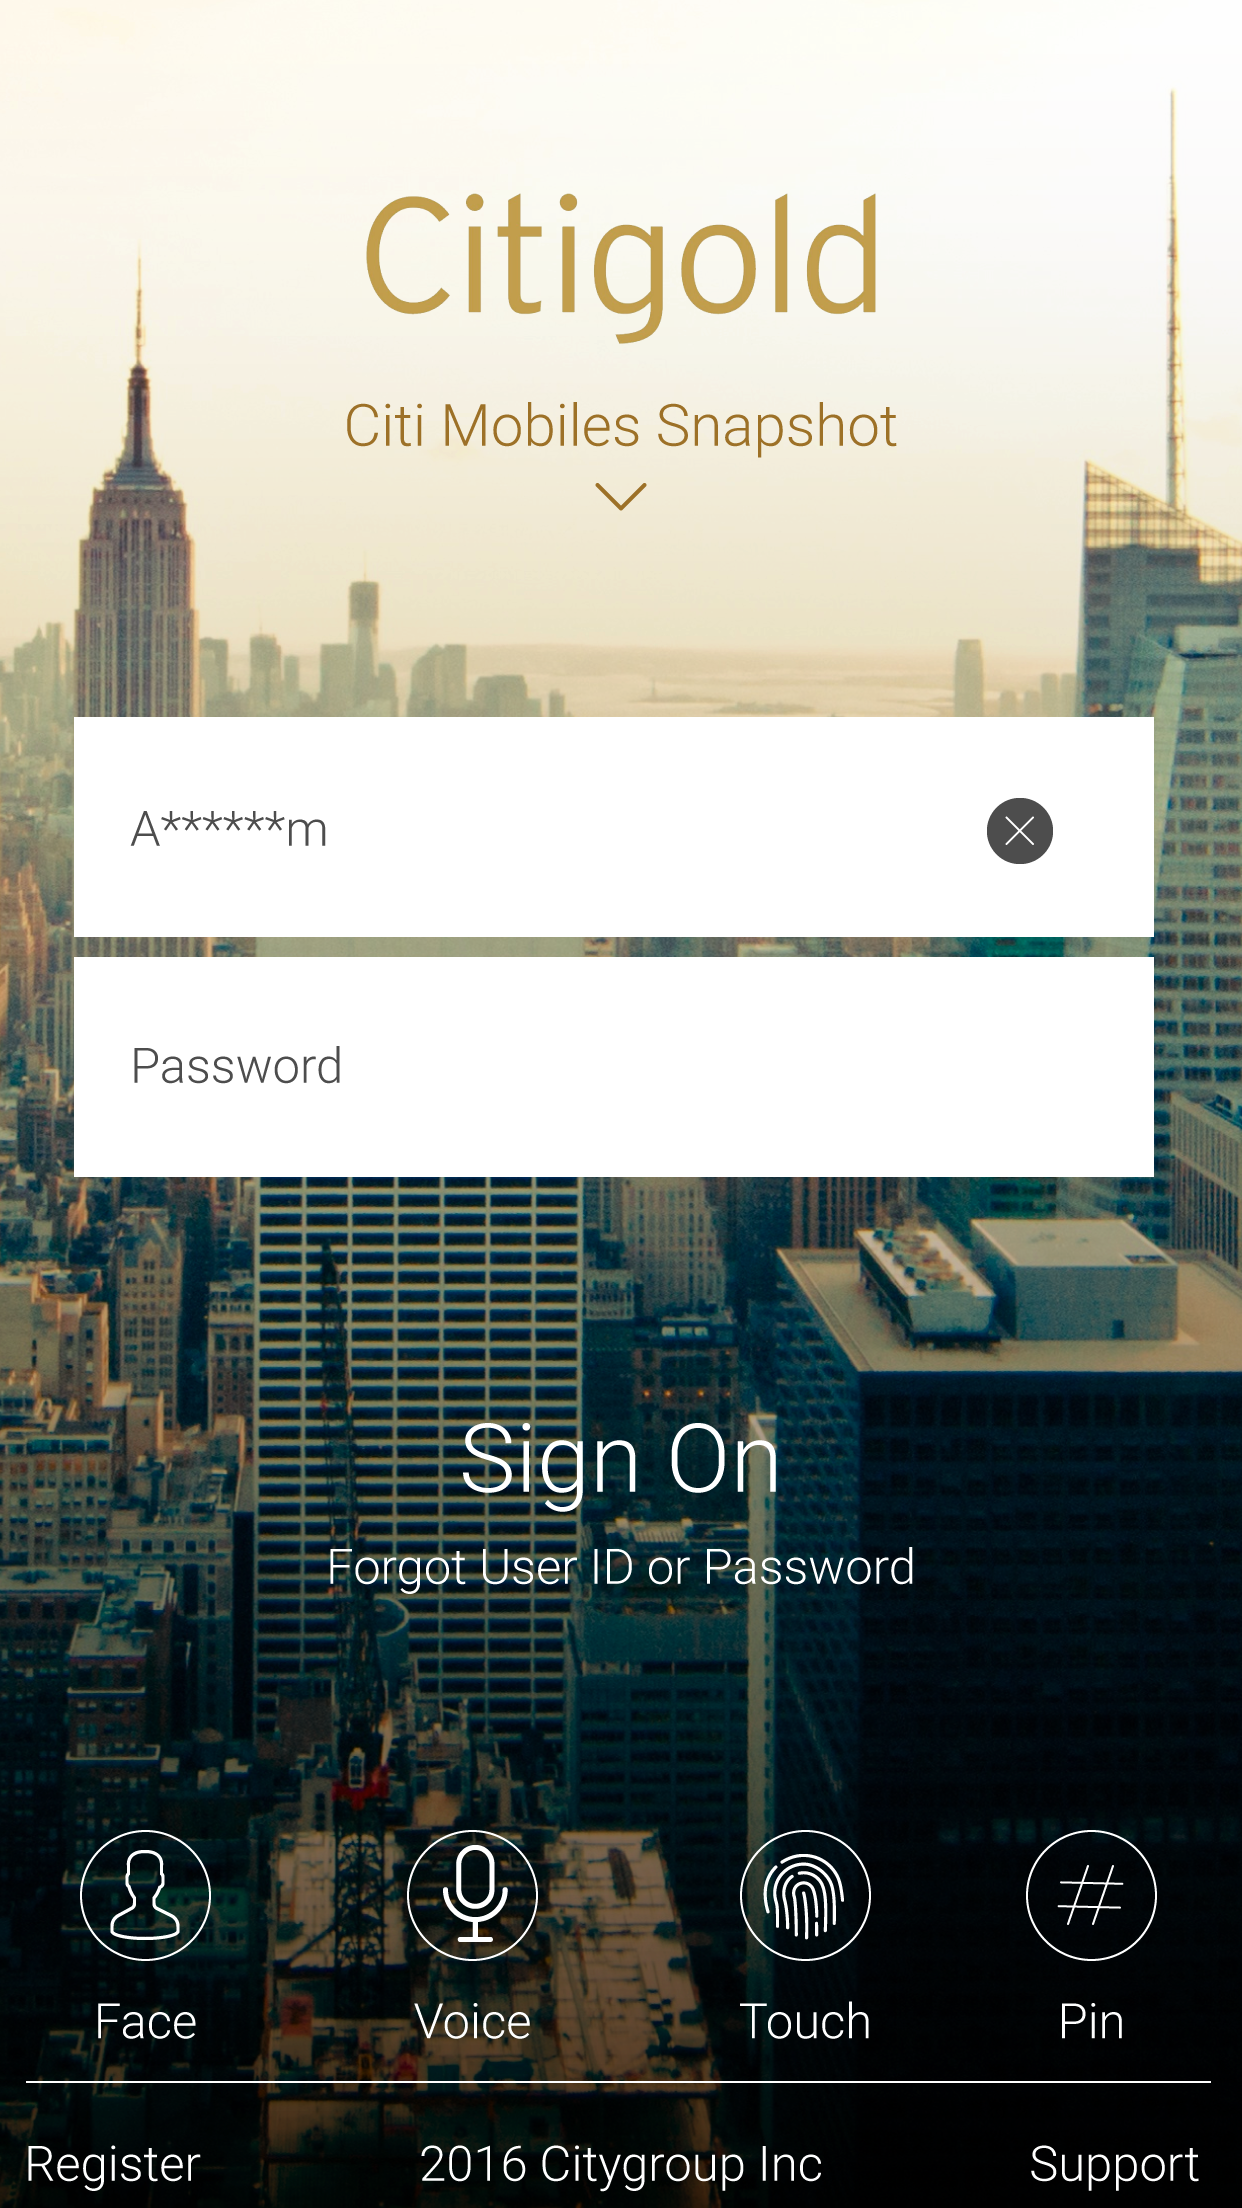 Citigold
Citi Mobiles Snapshot
A******m
Password
Sign On
Forgot User ID or Password
Face Voice Touch Pin
Register 2016 Citygroup Inc Support